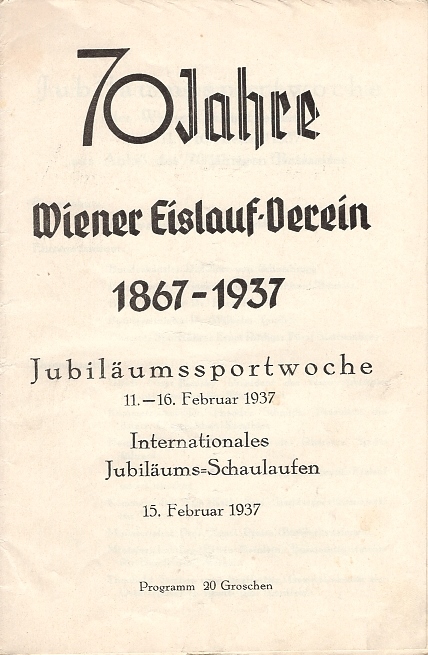 70 Jahre
Wiener Eislauf-Verein
1867-1937
Jubiläumssportwoche
11.—16. Februar 1937
Internationales
Jubiläums=Schaulaufen
15. Februar 1937
Programm 20 Groschen